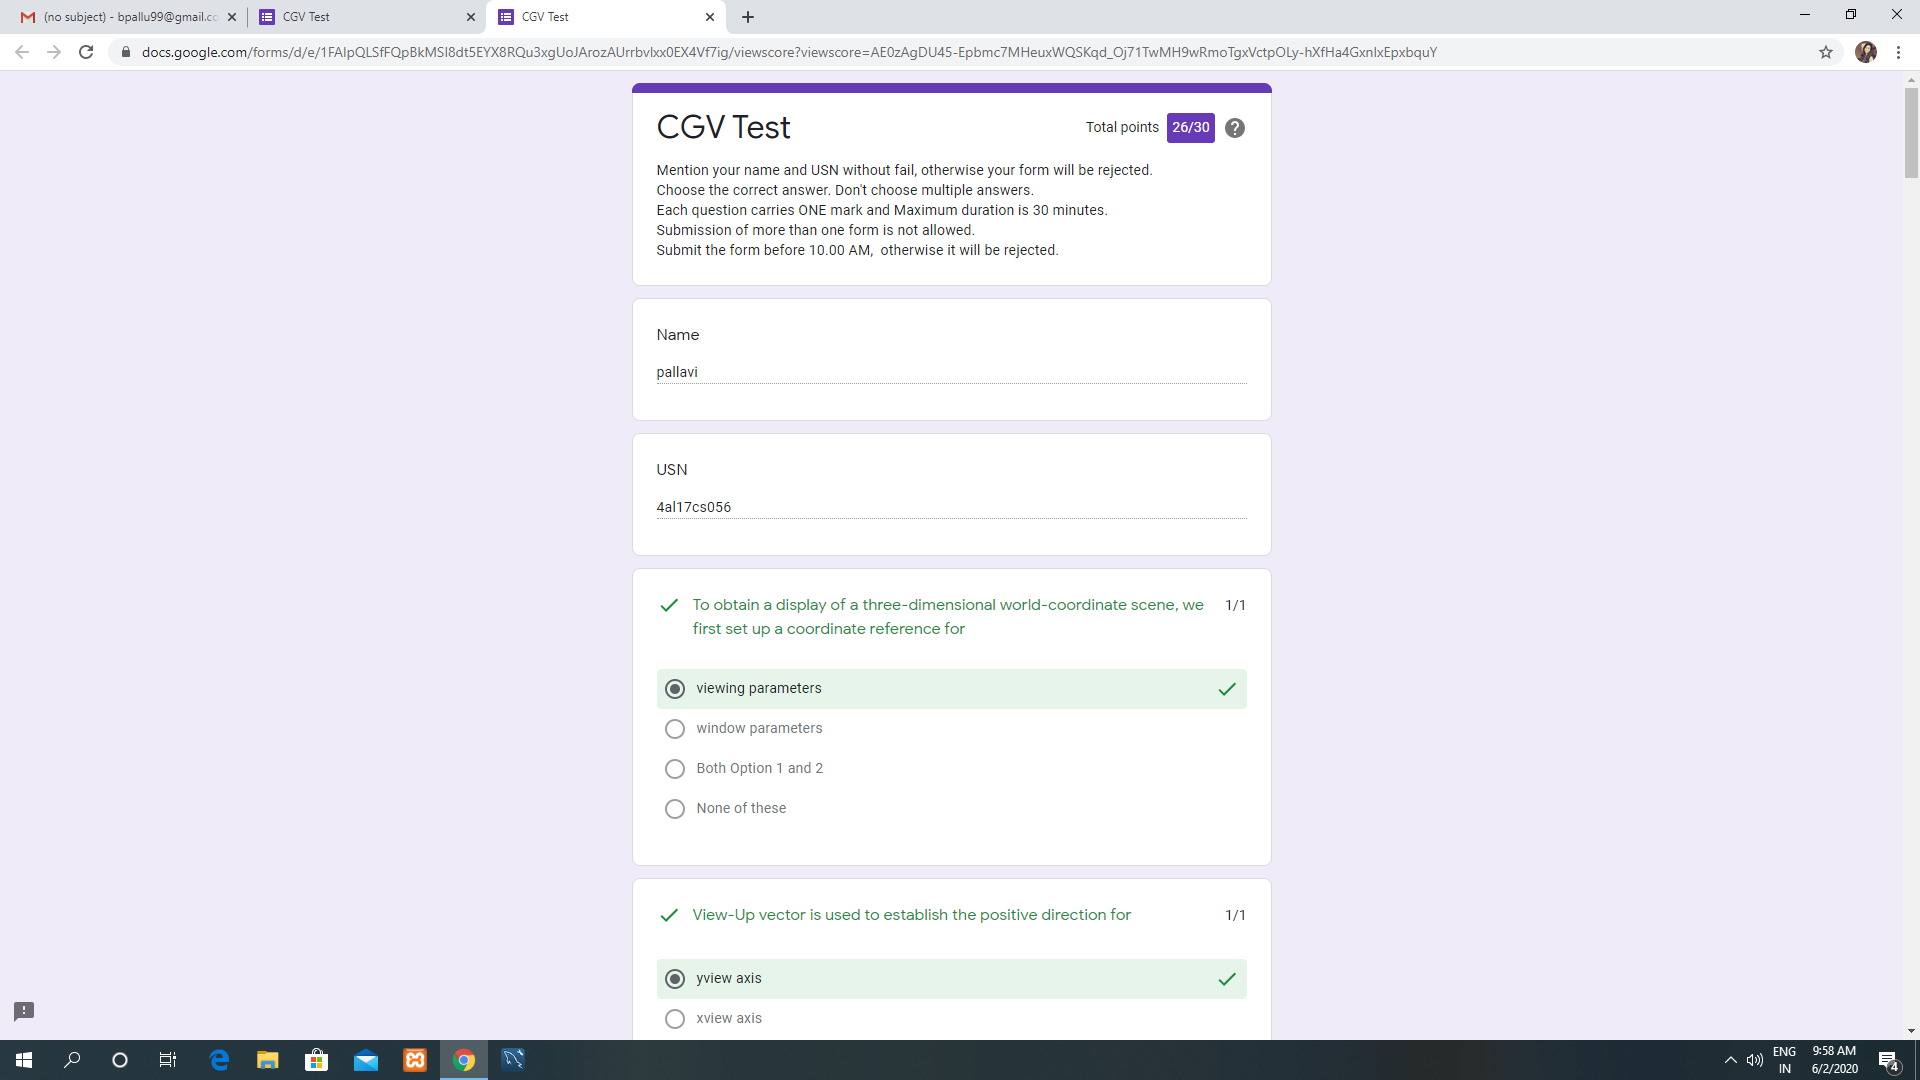 (no subject) - bpallu99@gmail.co
CGV Test
CGV Test
docs.google.com/forms/d/e/1FAIpQLSfFQpBkMSI8dt5EYX8RQu3xgUoJArozAUrrbvlxx0EX4Vf7ig/viewscore?viewscore=AE0zAgDU45-Epbmc7MHeuxWQSKqd_Oj71TwMH9wRmoTgxVctpOLy-hXfHa4GxnIxEpxbquY
CGV Test
Total points 26/30
Mention your name and USN without fail, otherwise your form will be rejected.
Choose the correct answer. Don't choose multiple answers.
Each question carries ONE mark and Maximum duration is 30 minutes.
Submission of more than one form is not allowed.
Submit the form before 10.00 AM,  otherwise it will be rejected.
Name
pallavi
USN
4al17cs056
To obtain a display of a three-dimensional world-coordinate scene, we 1/1
first set up a coordinate reference for
viewing parameters
window parameters
Both Option 1 and 2
None of these
View-Up vector is used to establish the positive direction for 1/1
yview axis
xview axis
ENG
IN
9:58 AM
6/2/2020
4